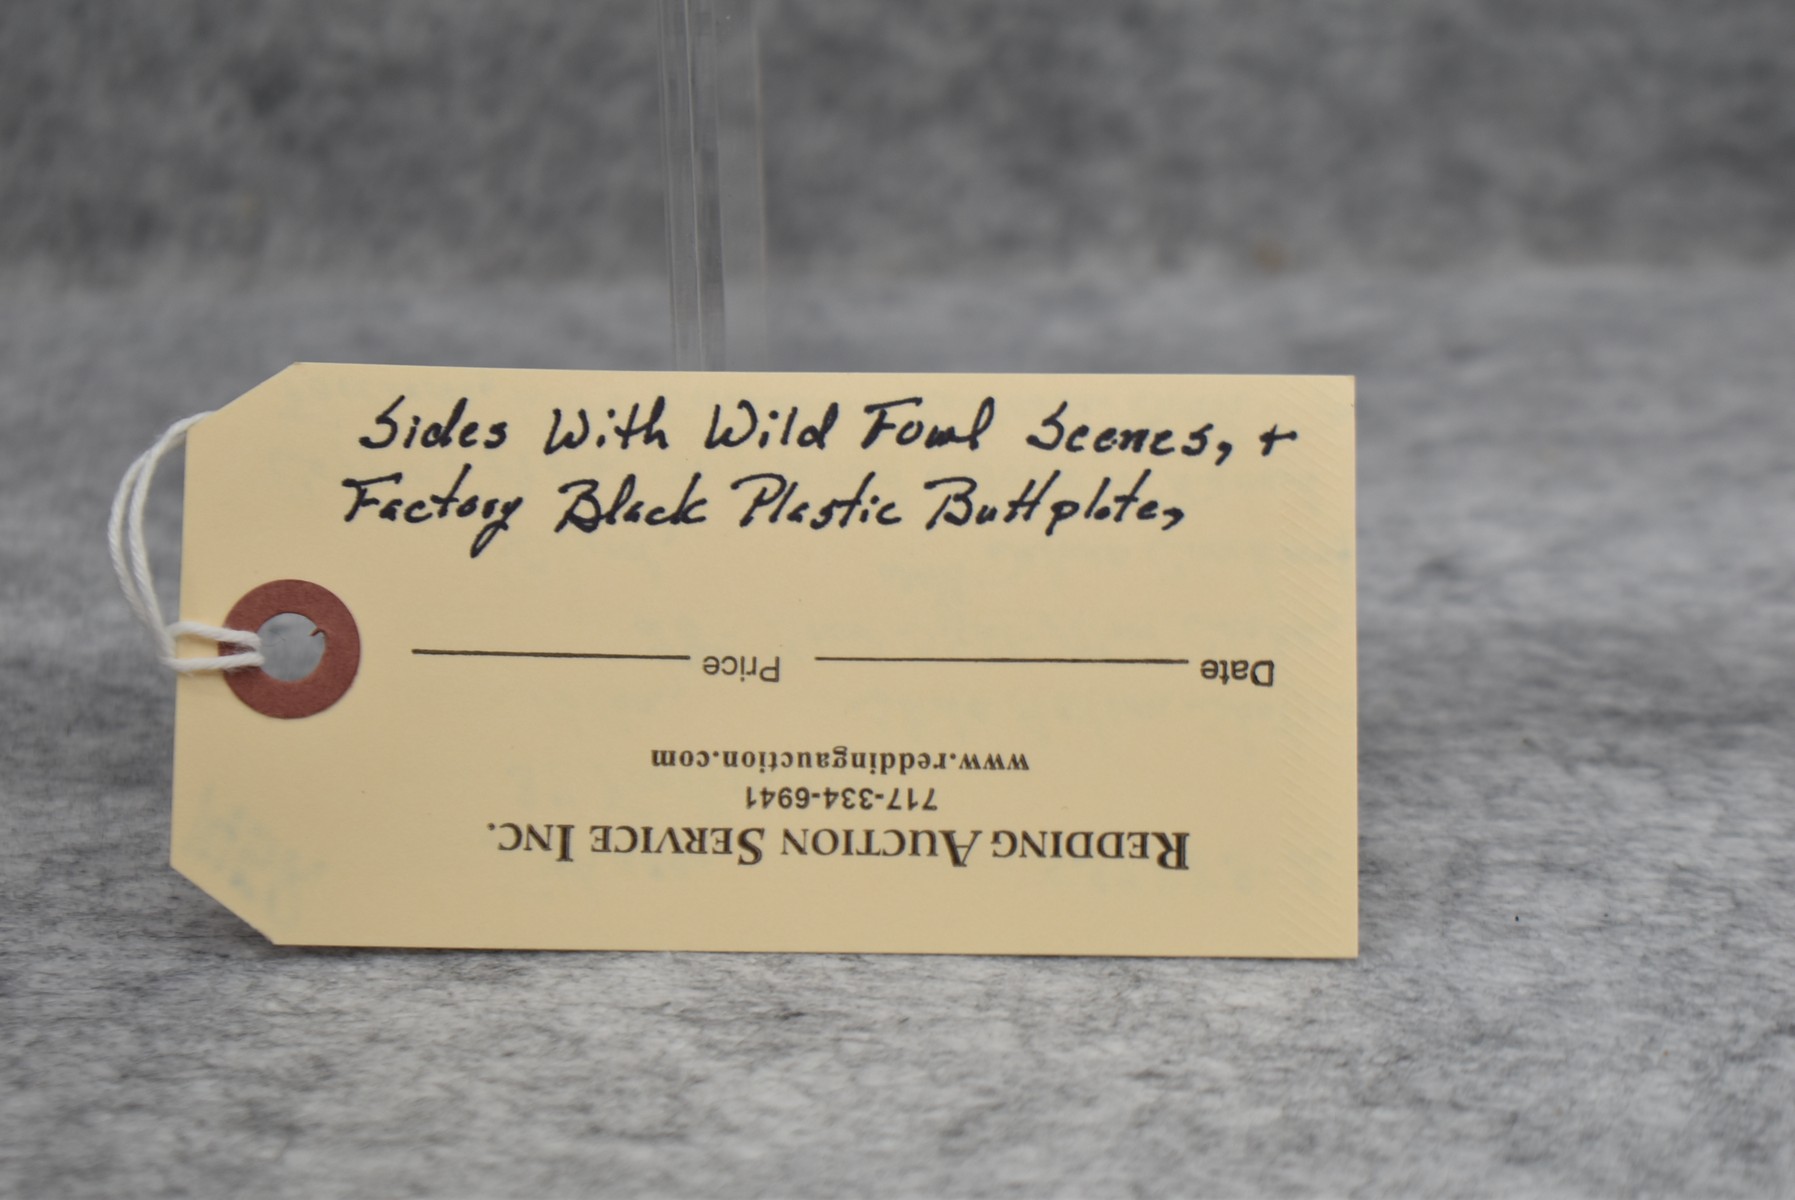 Sides With Wild Fowl Scenes, +
Factory Black Plastic Buttplate,
REDDING AUCTION SERVICE INC.
717-334-6941
www.reddingauction.com
Date Price